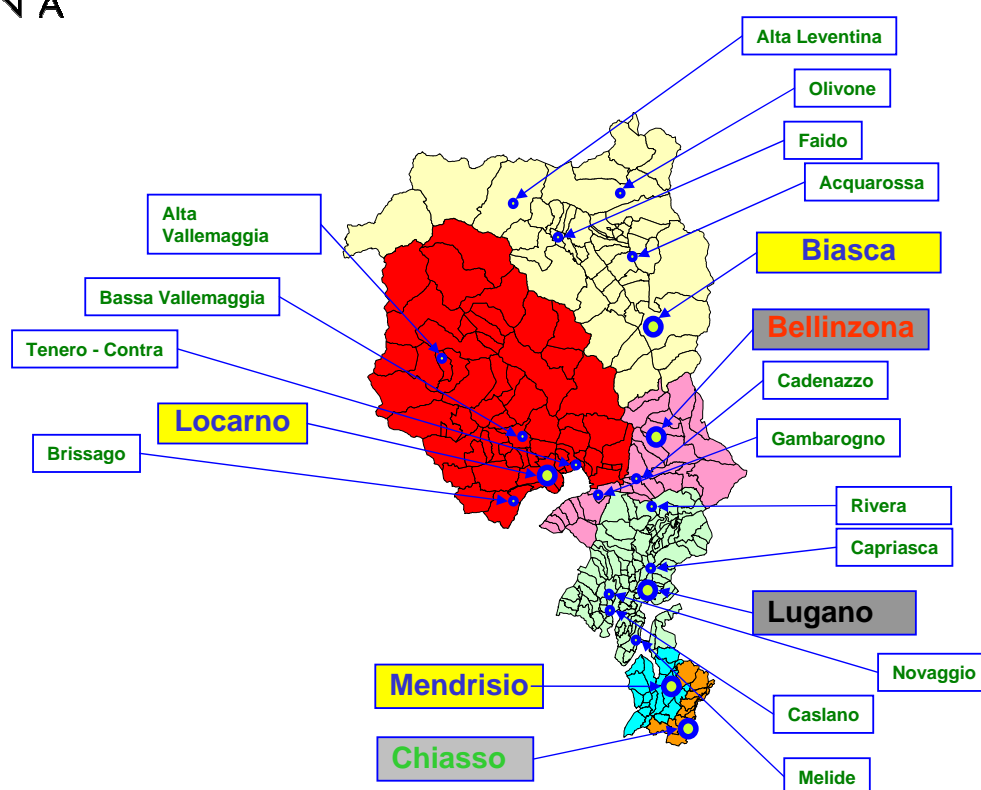 Alta Leventina
Olivone
Faido
Acquarossa
Alta
Vallemaggia
Biasca
Bassa Vallemaggia
Bellinzona
Tenero - Contra
Cadenazzo
Locarno
Gambarogno
Brissago
Rivera
Capriasca
Lugano
Novaggio
Mendrisio
Caslano
Chiasso
Melide